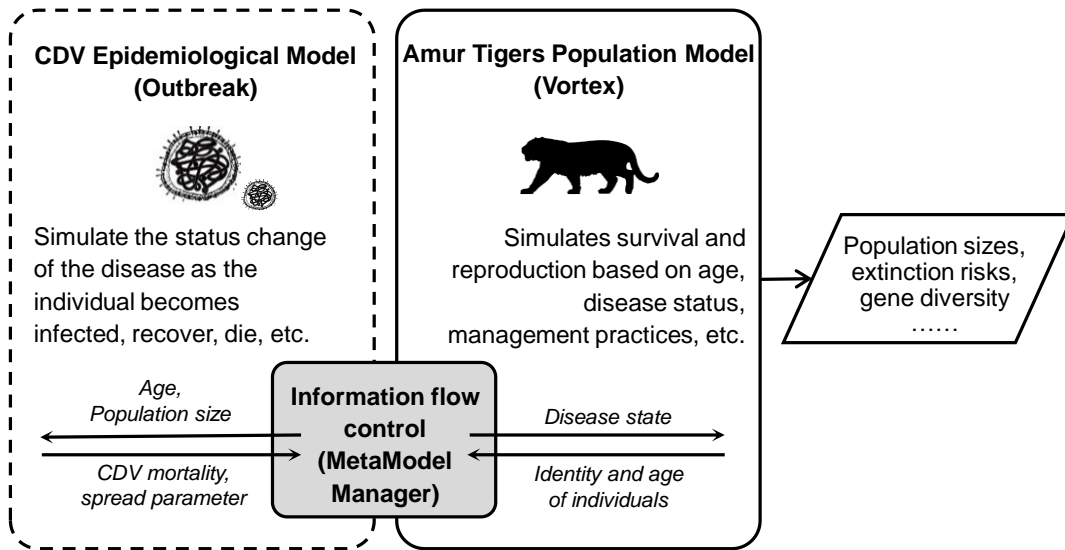 CDV Epidemiological Model
(Outbreak)
Simulate the status change
of the disease as the
individual becomes
infected, recover, die, etc.
Amur Tigers Population Model
(Vortex)
Simulates survival and
reproduction based on age,
disease status,
management practices, etc.
Population sizes,
extinction risks,
gene diversity
……
Age,
Population size
CDV mortality,
spread parameter
Information flow
control
(MetaModel
Manager)
Disease state
Identity and age
of individuals